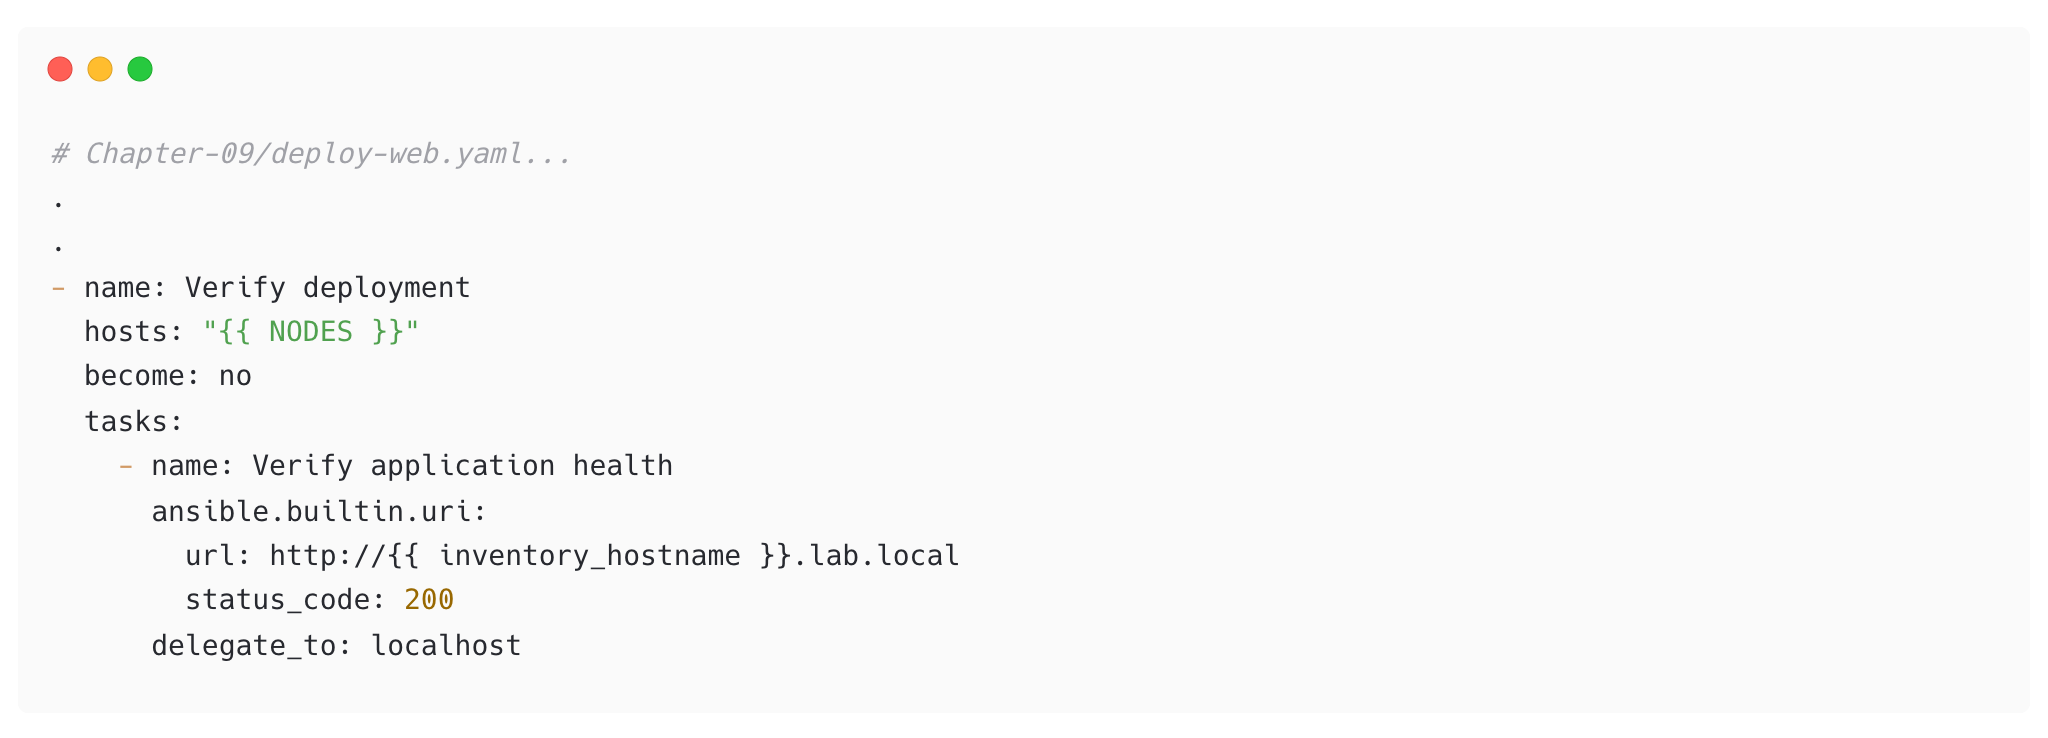 # Chapter-09/deploy-web.yaml...
.
.
- name: Verify deployment
  hosts: "{{ NODES }}"
  become: no
  tasks:
    - name: Verify application health
      ansible.builtin.uri:
        url: http://{{ inventory_hostname }}.lab.local
        status_code: 200
      delegate_to: localhost